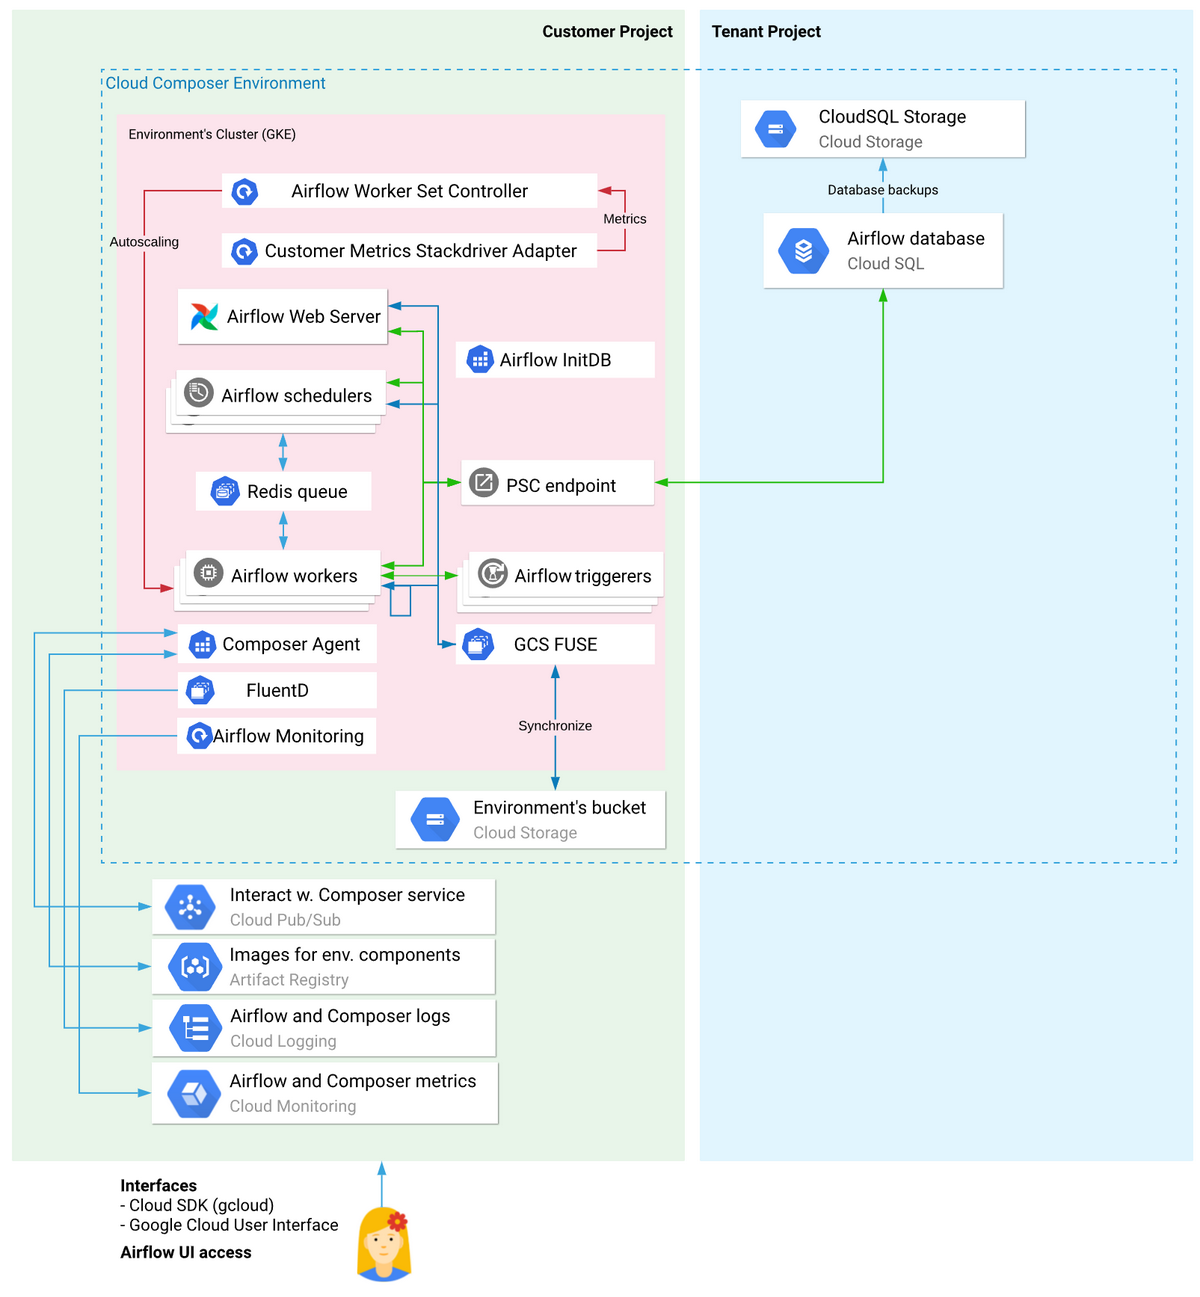 Customer Project
Tenant Project
Cloud Composer Environment
Environment's Cluster (GKE)
CloudSQL Storage
Cloud Storage
Database backups
Airflow database
Cloud SQL
Airflow Worker Set Controller
Metrics
Autoscaling
Customer Metrics Stackdriver Adapter
Airflow Web Server
Airflow InitDB
Airflow schedulers
Redis queue
PSC endpoint
Airflow workers
Airflow triggerers
Composer Agent
GCS FUSE
FluentD
Synchronize
Airflow Monitoring
Environment's bucket
Cloud Storage
Interact w. Composer service
Cloud Pub/Sub
Images for env. components
Artifact Registry
Airflow and Composer logs
Cloud Logging
Airflow and Composer metrics
Cloud Monitoring
Interfaces
- Cloud SDK (gcloud)
- Google Cloud User Interface
Airflow UI access